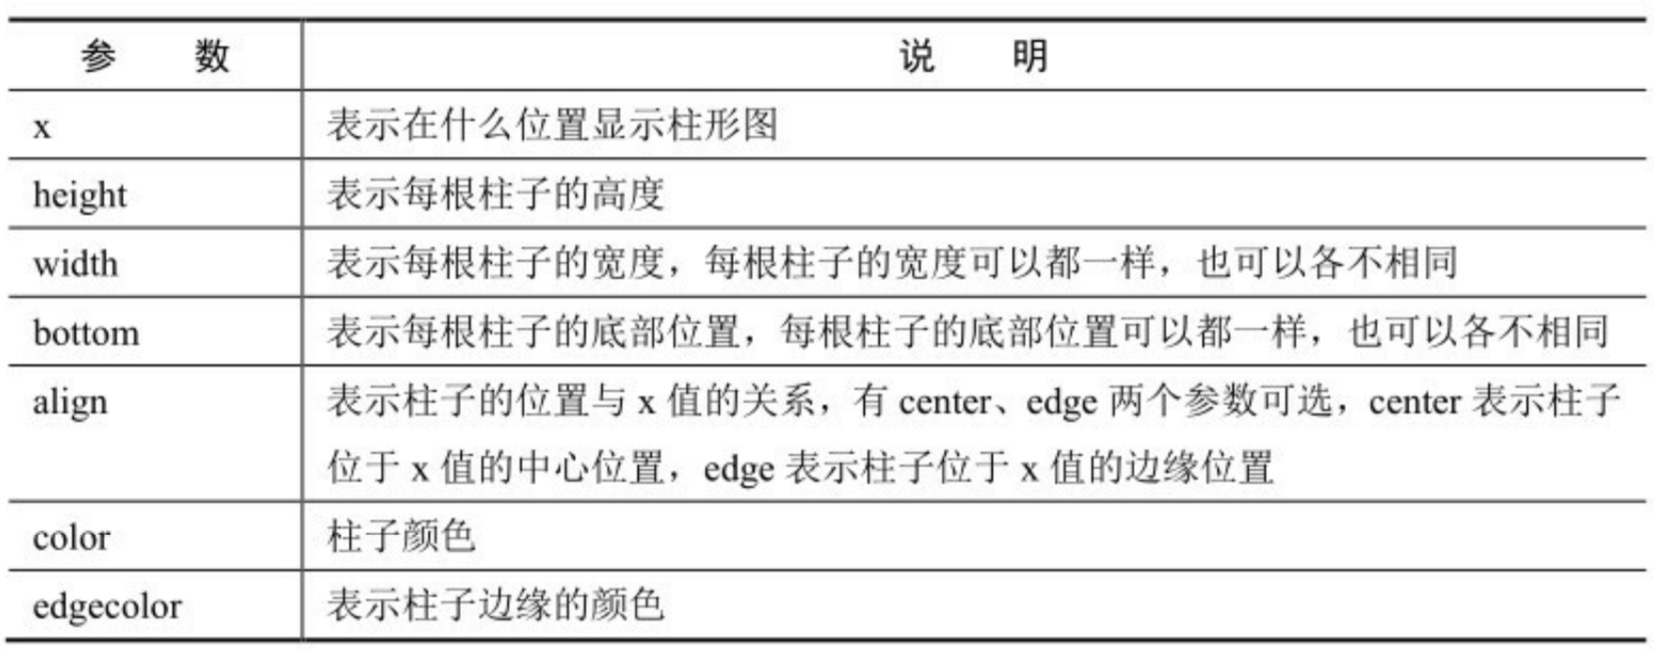 参 数 说 明
x 表示在什么位置显示柱形图
height 表示每根柱子的高度
width 表示每根柱子的宽度，每根柱子的宽度可以都一样，也可以各不相同
bottom 表示每根柱子的底部位置，每根柱子的底部位置可以都一样，也可以各不相同
align 表示柱子的位置与 x 值的关系，有 center、edge 两个参数可选，center 表示柱子
位于 x 值的中心位置，edge 表示柱子位于 x 值的边缘位置
color 柱子颜色
edgecolor 表示柱子边缘的颜色